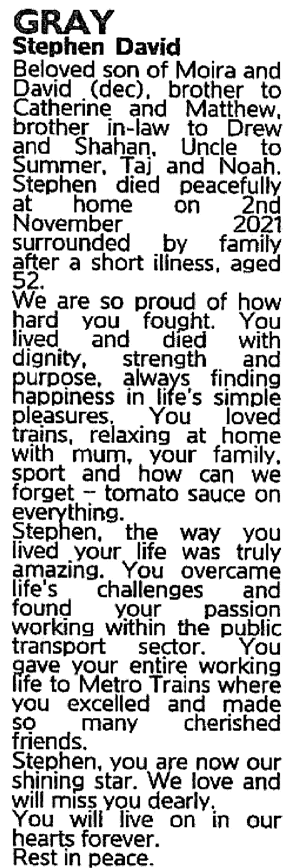 GRAY
Stephen David
Beloved son of Moira and
David (dec), brother to
Catherine and Matthew,
brother in-law to Drew
and Shahan, Uncle to
Summer, Taj and Noah.
Stephen died peacefully
at home on 2nd
November 2021
surrounded by family
after a short illness, aged
52.
We are so proud of how
hard you fought. You
lived and died with
dignity, strength and
purpose, always finding
happiness in life's simple
pleasures. You loved
trains, relaxing at home
with mum, your family,
sport and how can we
forget – tomato sauce on
everything.
Stephen, the way you
lived your life was truly
amazing. You overcame
life's challenges and
found your passion
working within the public
transport sector. You
gave your entire working
life to Metro Trains where
you excelled and made
so many cherished
friends.
Stephen, you are now our
shining star. We love and
will miss you dearly.
You will live on in our
hearts forever.
Rest in peace.